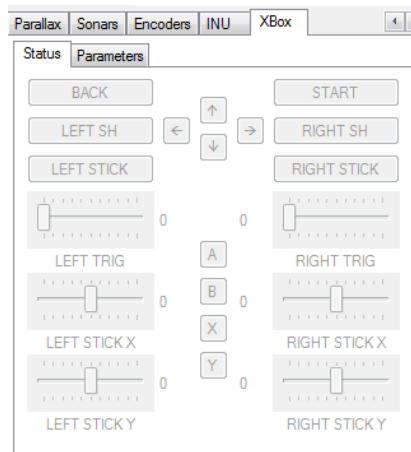 Parallax Sonars Encoders INU XBox
Status Parameters
BACK START
LEFT SH RIGHT SH
LEFT STICK RIGHT STICK
0 0
LEFT TRIG A RIGHT TRIG
0 B 0
X
LEFT STICK X RIGHT STICK X
0 Y 0
LEFT STICK Y RIGHT STICK Y